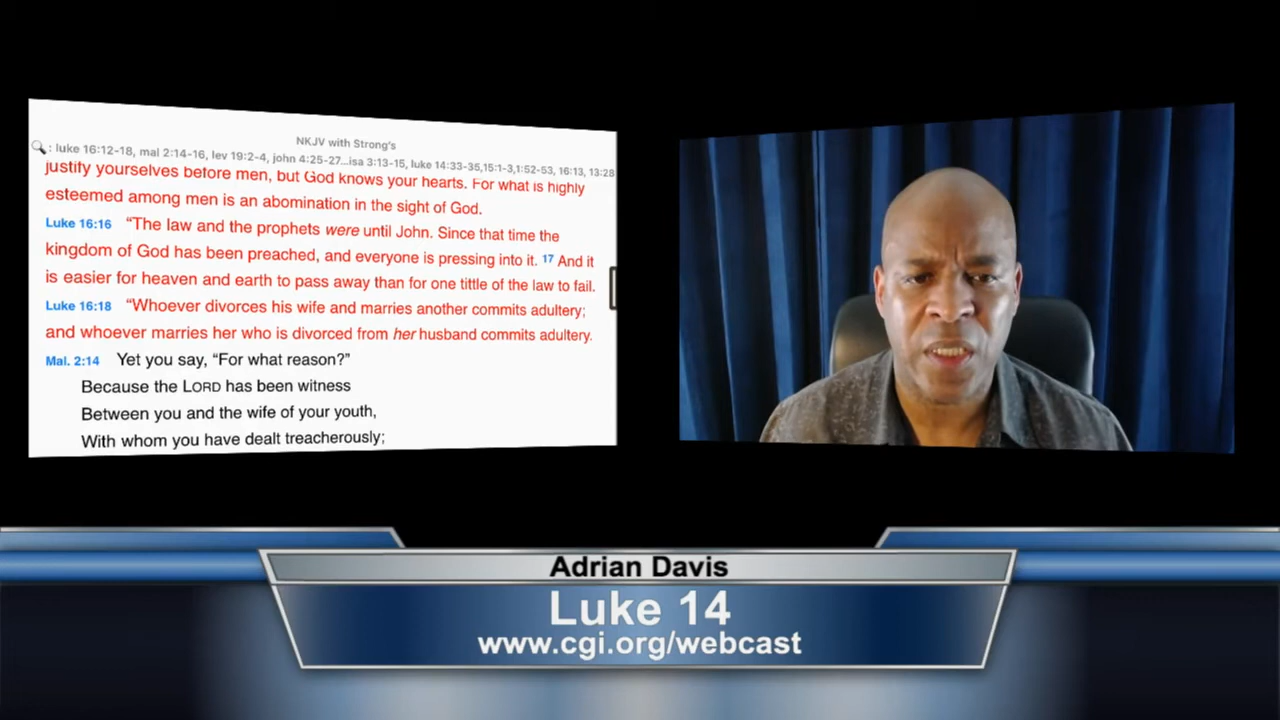 NKJV with Strong's
: luke 16:12-18, mal 2:14-16, lev 19:2-4, john 4:25-27...isa 3:13-15, luke 14:33-35,15:1-3,1:52-53, 16:13, 13:28
justify yourselves before men, but God knows your hearts. For what is highly
esteemed among men is an abomination in the sight of God.
Luke 16:16 “The law and the prophets were until John. Since that time the
kingdom of God has been preached, and everyone is pressing into it. 17 And it
is easier for heaven and earth to pass away than for one tittle of the law to fail.
Luke 16:18 “Whoever divorces his wife and marries another commits adultery;
and whoever marries her who is divorced from her husband commits adultery.
Mal. 2:14 Yet you say, “For what reason?”
Because the LORD has been witness
Between you and the wife of your youth,
With whom you have dealt treacherously;
Adrian Davis
Luke 14
www.cgi.org/webcast